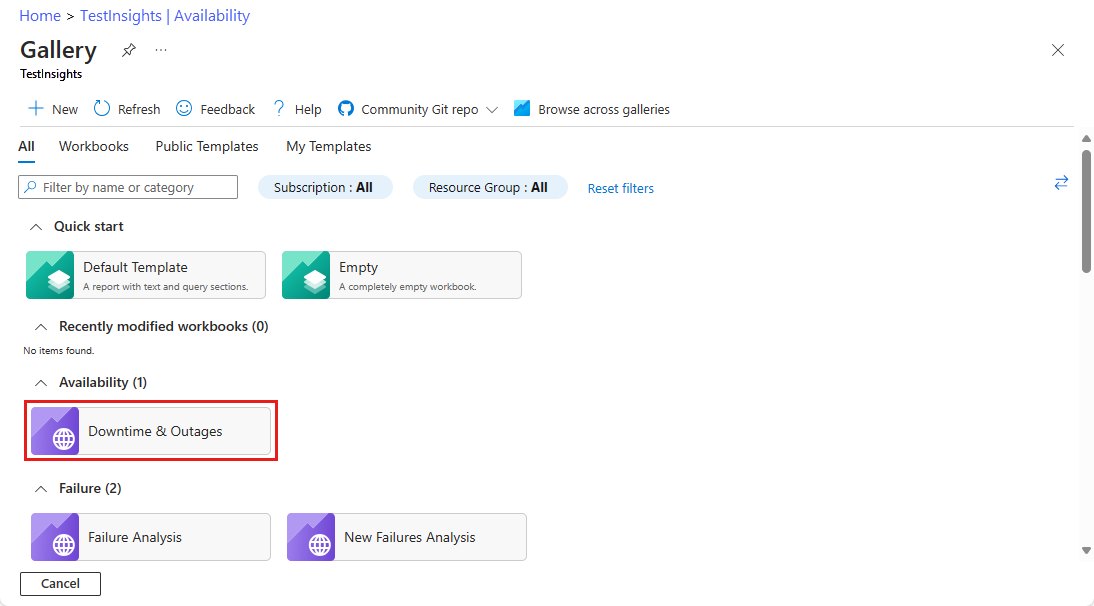 Home > TestInsights | Availability
Gallery
TestInsights
New Refresh Feedback Help Community Git repo Browse across galleries
All Workbooks Public Templates My Templates
Filter by name or category Subscription : All Resource Group : All Reset filters
Quick start
Default Template Empty
A report with text and query sections. A completely empty workbook.
Recently modified workbooks (0)
No items found.
Availability (1)
Downtime & Outages
Failure (2)
Failure Analysis New Failures Analysis
Cancel